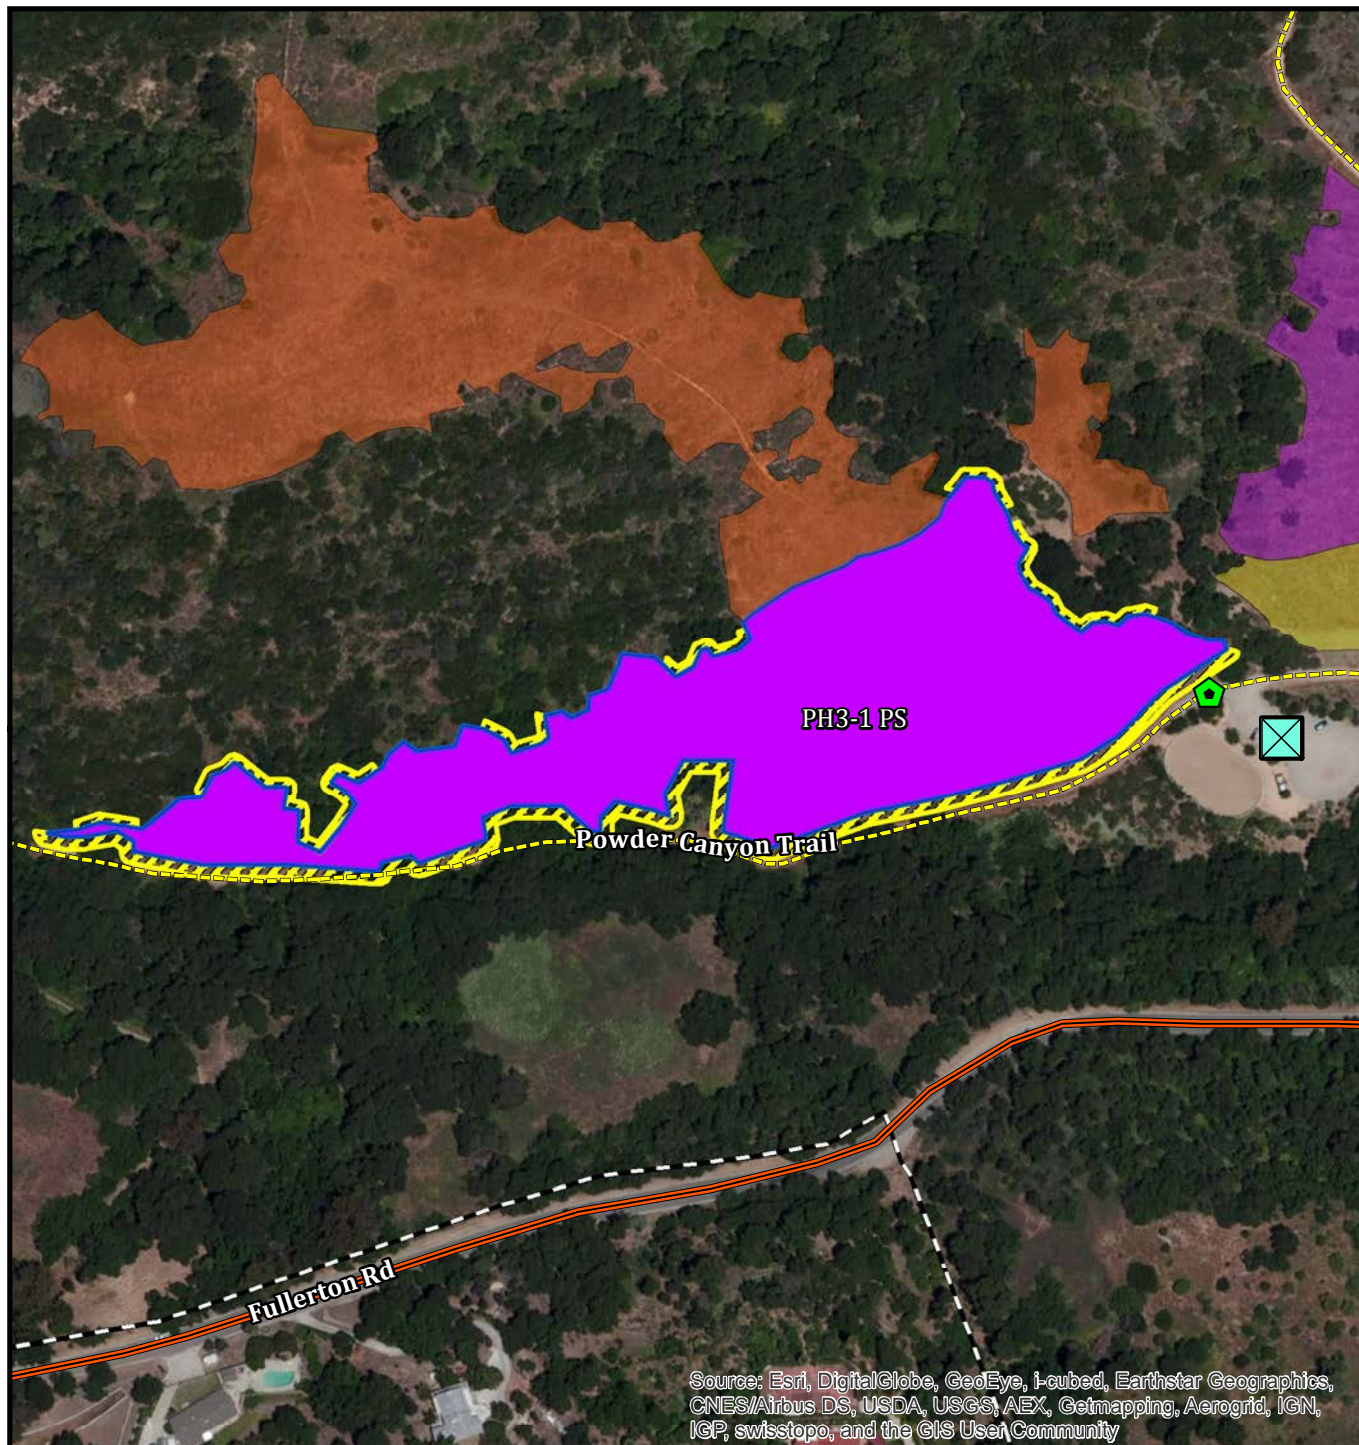 PH3-1 PS
Powder Canyon Trail
Fullerton Rd
Source: Esri, DigitalGlobe, GeoEye, i-cubed, Earthstar Geographics,
CNES/Airbus DS, USDA, USGS, AEX, Getmapping, Aerogrid, IGN,
IGP, swisstopo, and the GIS User Community